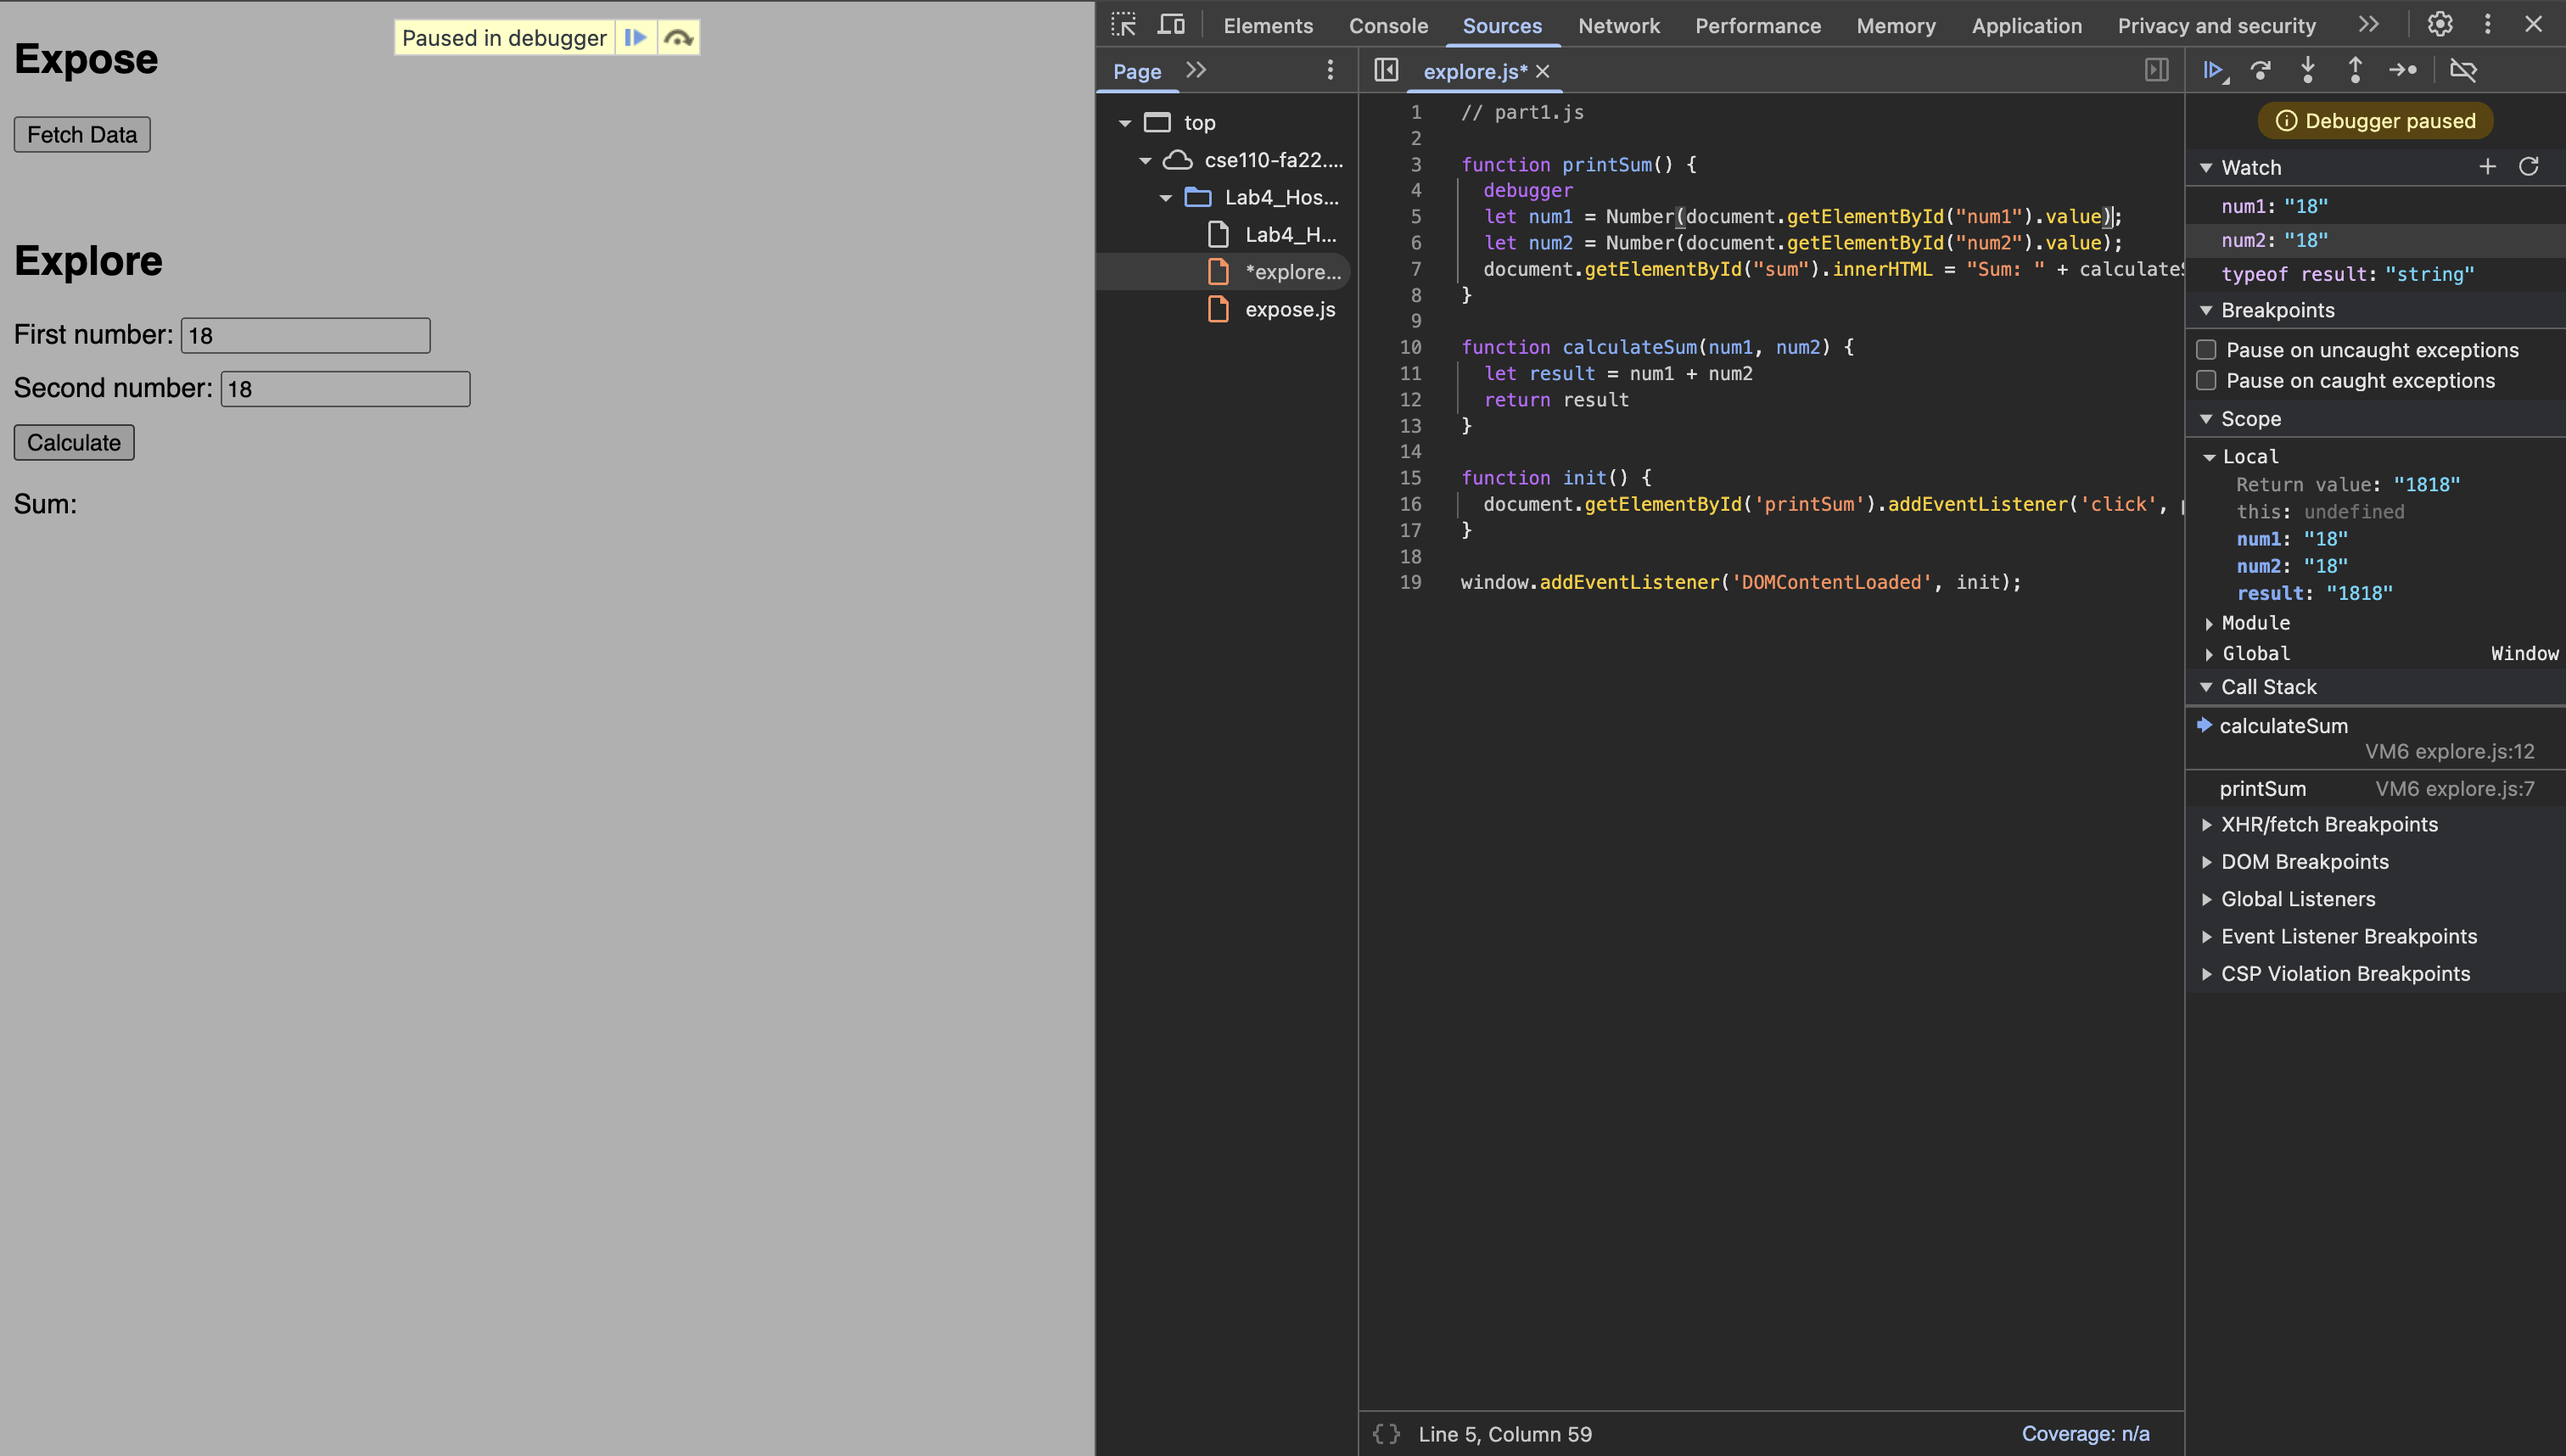 Expose
Paused in debugger
Fetch Data
Explore
First number: 18
Second number: 18
Calculate
Sum:
Elements Console Sources Network Performance Memory Application Privacy and security
Page
explore.js*
top
cse110-fa22....
Lab4_Hos...
Lab4_H...
*explore...
expose.js
1 // part1.js
2
3 function printSum() {
4 debugger
5 let num1 = Number(document.getElementById("num1").value);
6 let num2 = Number(document.getElementById("num2").value);
7 document.getElementById("sum").innerHTML = "Sum: " + calculateS
8 }
9
10 function calculateSum(num1, num2) {
11 let result = num1 + num2
12 return result
13 }
14
15 function init() {
16 document.getElementById('printSum').addEventListener('click',
17 }
18
19 window.addEventListener('DOMContentLoaded', init);
{ } Line 5, Column 59
Coverage: n/a
Debugger paused
Watch
num1: "18"
num2: "18"
typeof result: "string"
Breakpoints
Pause on uncaught exceptions
Pause on caught exceptions
Scope
Local
Return value: "1818"
this: undefined
num1: "18"
num2: "18"
result: "1818"
Module
Global Window
Call Stack
calculateSum
VM6 explore.js:12
printSum VM6 explore.js:7
XHR/fetch Breakpoints
DOM Breakpoints
Global Listeners
Event Listener Breakpoints
CSP Violation Breakpoints